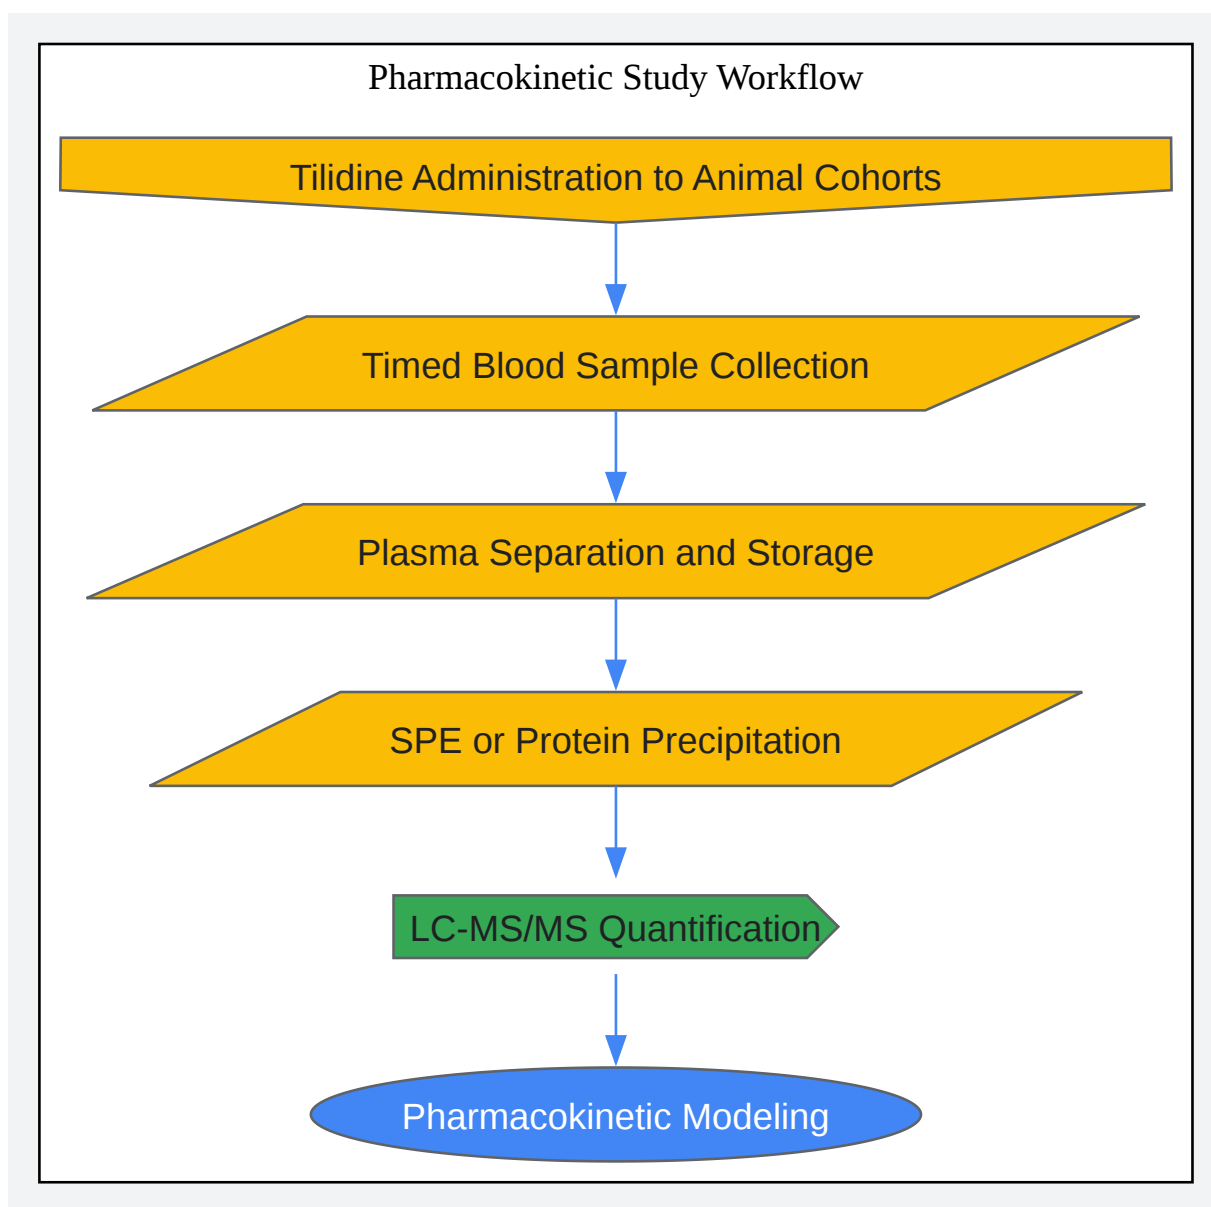 Pharmacokinetic Study Workflow
Tilidine Administration to Animal Cohorts
Timed Blood Sample Collection
Plasma Separation and Storage
SPE or Protein Precipitation
LC-MS/MS Quantification
Pharmacokinetic Modeling